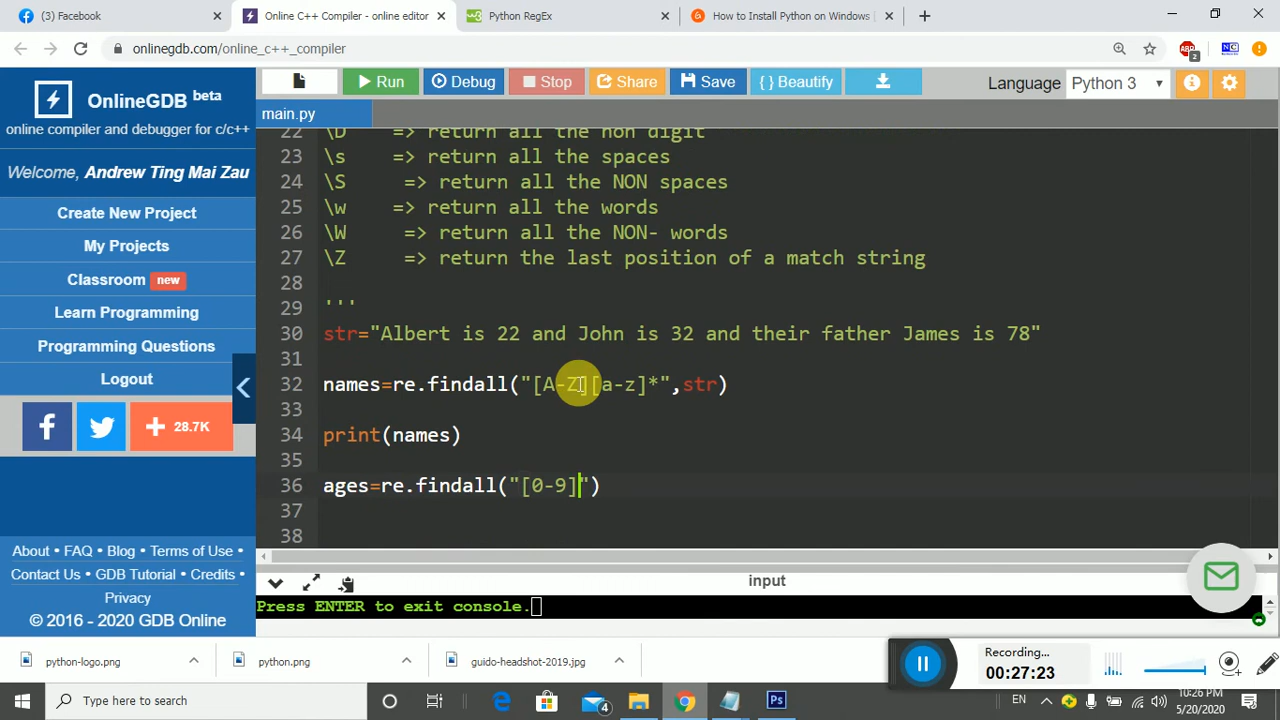 (3) Facebook
Online C++ Compiler - online editor
Python RegEx
How to Install Python on Windows [
onlinegdb.com/online_c++_compiler
OnlineGDB beta
online compiler and debugger for c/c++
Welcome, Andrew Ting Mai Zau
Create New Project
My Projects
Classroom new
Learn Programming
Programming Questions
Logout
28.7K
About • FAQ • Blog • Terms of Use •
Contact Us • GDB Tutorial • Credits •
Privacy
© 2016 - 2020 GDB Online
Run
Debug
Stop
Share
Save
{ } Beautify
Language Python 3
main.py
22 \D => return all the non digit
23 \s => return all the spaces
24 \S => return all the NON spaces
25 \w => return all the words
26 \W => return all the NON- words
27 \Z => return the last position of a match string
28
29 '''
30 str="Albert is 22 and John is 32 and their father James is 78"
31
32 names=re.findall("[A-Z][a-z]*",str)
33
34 print(names)
35
36 ages=re.findall("[0-9]")
37
38
input
Press ENTER to exit console.
python-logo.png
python.png
guido-headshot-2019.jpg
Recording...
00:27:23
Type here to search
4
EN
10:26 PM
5/20/2020